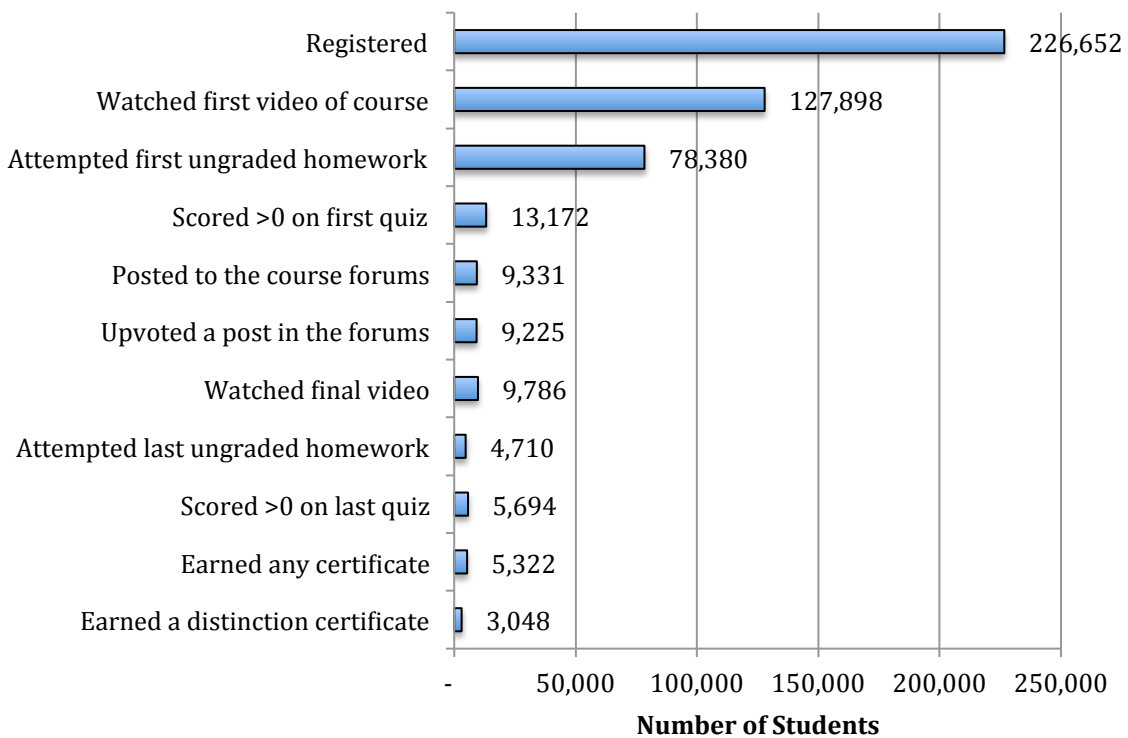 Registered 226,652
Watched first video of course 127,898
Attempted first ungraded homework 78,380
Scored >0 on first quiz 13,172
Posted to the course forums 9,331
Upvoted a post in the forums 9,225
Watched final video 9,786
Attempted last ungraded homework 4,710
Scored >0 on last quiz 5,694
Earned any certificate 5,322
Earned a distinction certificate 3,048
- 50,000 100,000 150,000 200,000 250,000
Number of Students